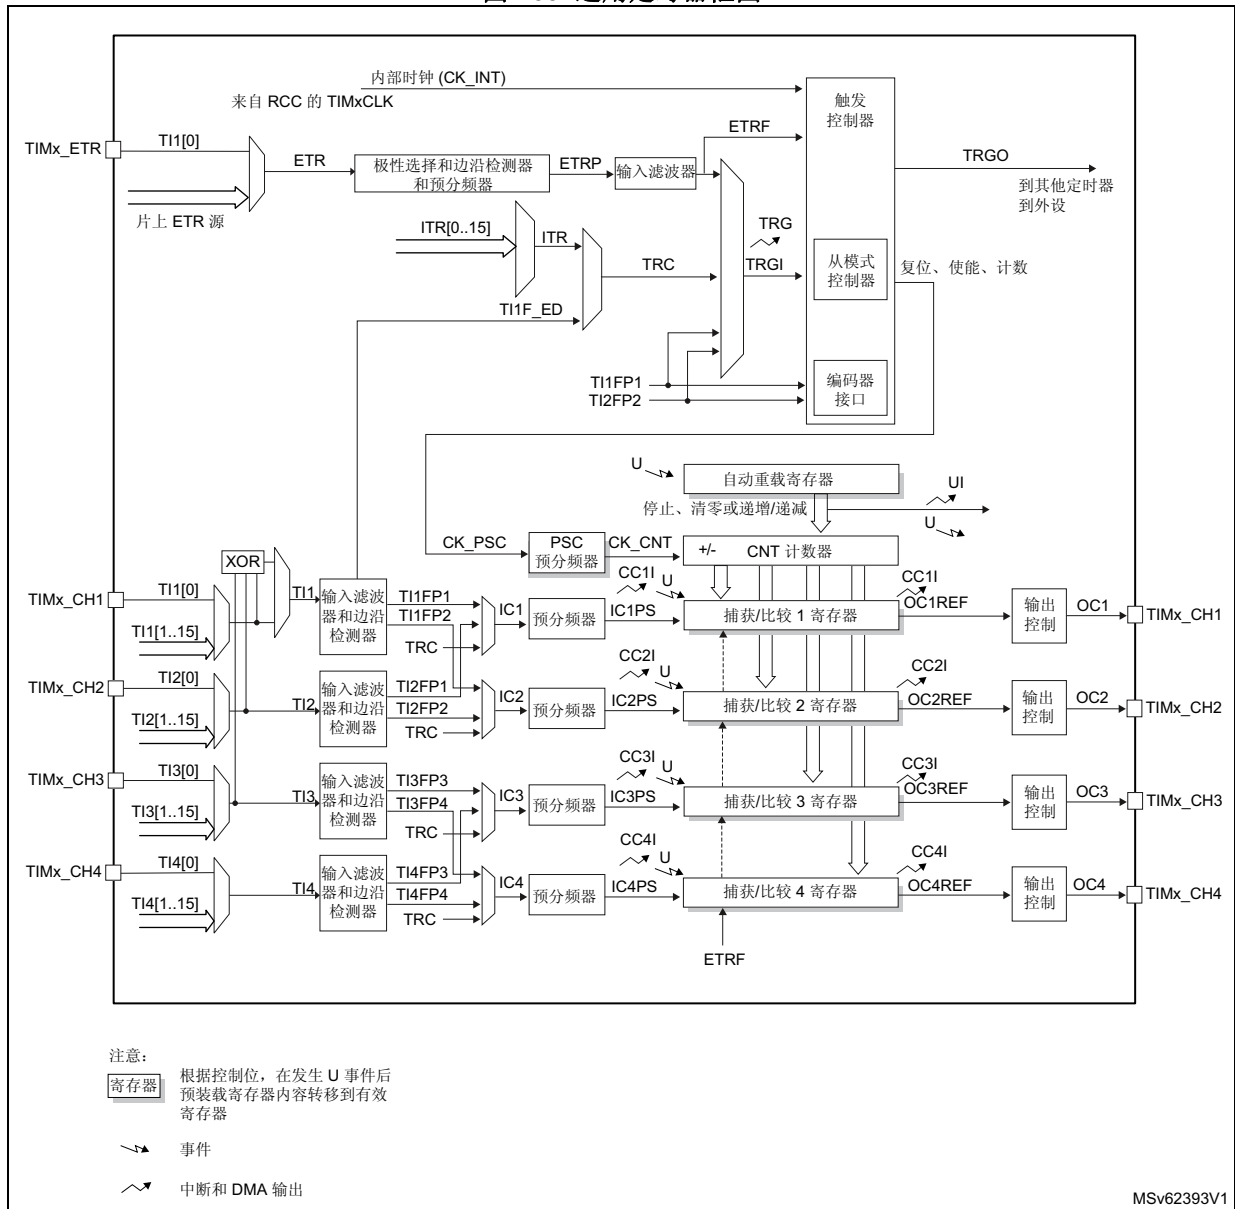 内部时钟 (CK_INT)
来自 RCC 的 TIMxCLK
触发
控制器
TIMx_ETR
TI1[0]
ETR
极性选择和边沿检测器
和预分频器
ETRP
输入滤波器
ETRF
TRGO
到其他定时器
到外设
片上 ETR 源
ITR[0..15]
ITR
TRC
TI1F_ED
TRG
TRGI
从模式
控制器
复位、使能、计数
TI1FP1
TI2FP2
编码器
接口
U
自动重载寄存器
停止、清零或递增/递减
UI
U
CK_PSC
PSC
预分频器
CK_CNT
+/-
CNT 计数器
XOR
TIMx_CH1
TI1[0]
TI1[1..15]
TI1
输入滤波
器和边沿
检测器
TI1FP1
TI1FP2
TRC
IC1
预分频器
IC1PS
CC1I
U
捕获/比较 1 寄存器
CC1I
OC1REF
输出
控制
OC1
TIMx_CH1
TIMx_CH2
TI2[0]
TI2[1..15]
TI2
输入滤波
器和边沿
检测器
TI2FP1
TI2FP2
TRC
IC2
预分频器
IC2PS
CC2I
U
捕获/比较 2 寄存器
CC2I
OC2REF
输出
控制
OC2
TIMx_CH2
TIMx_CH3
TI3[0]
TI3[1..15]
TI3
输入滤波
器和边沿
检测器
TI3FP3
TI3FP4
TRC
IC3
预分频器
IC3PS
CC3I
U
捕获/比较 3 寄存器
CC3I
OC3REF
输出
控制
OC3
TIMx_CH3
TIMx_CH4
TI4[0]
TI4[1..15]
TI4
输入滤波
器和边沿
检测器
TI4FP3
TI4FP4
TRC
IC4
预分频器
IC4PS
CC4I
U
捕获/比较 4 寄存器
CC4I
OC4REF
输出
控制
OC4
TIMx_CH4
ETRF
注意：
寄存器
根据控制位，在发生 U 事件后
预装载寄存器内容转移到有效
寄存器
事件
中断和 DMA 输出
MSv62393V1